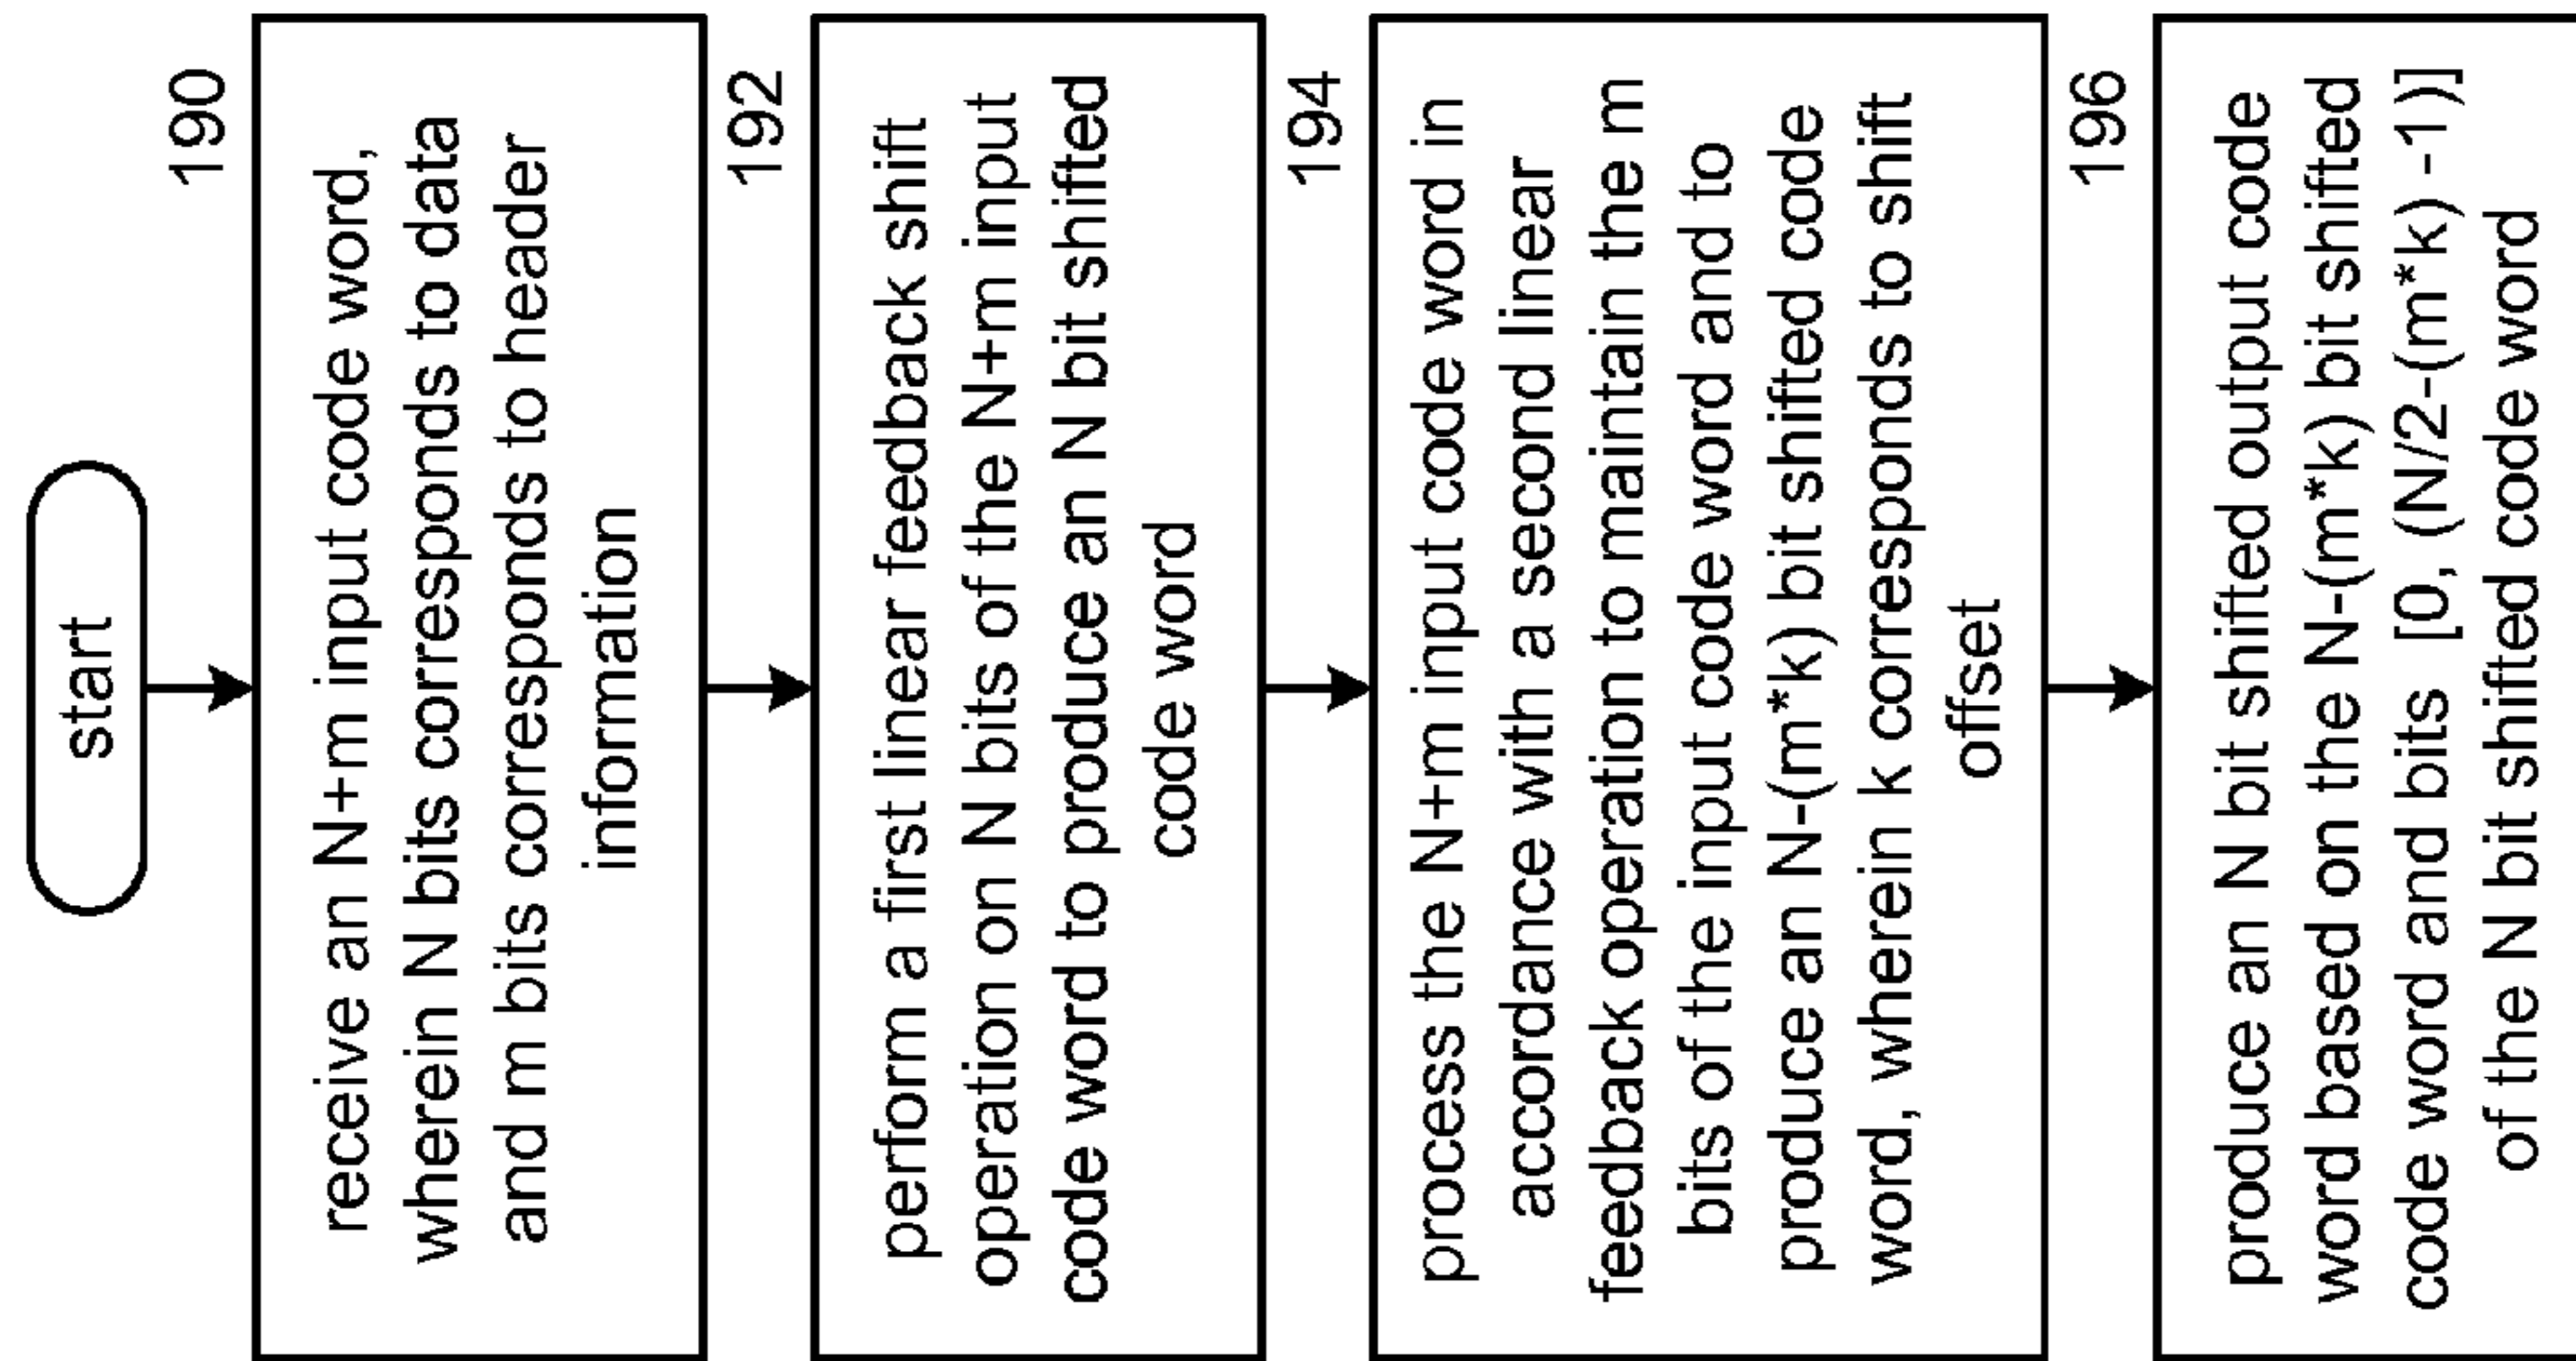 start
190
receive an N+m input code word,
wherein N bits corresponds to data
and m bits corresponds to header
information
192
perform a first linear feedback shift
operation on N bits of the N+m input
code word to produce an N bit shifted
code word
194
process the N+m input code word in
accordance with a second linear
feedback operation to maintain the m
bits of the input code word and to
produce an N-(m*k) bit shifted code
word, wherein k corresponds to shift
offset
196
produce an N bit shifted output code
word based on the N-(m*k) bit shifted
code word and bits [0, (N/2-(m*k) -1)]
of the N bit shifted code word